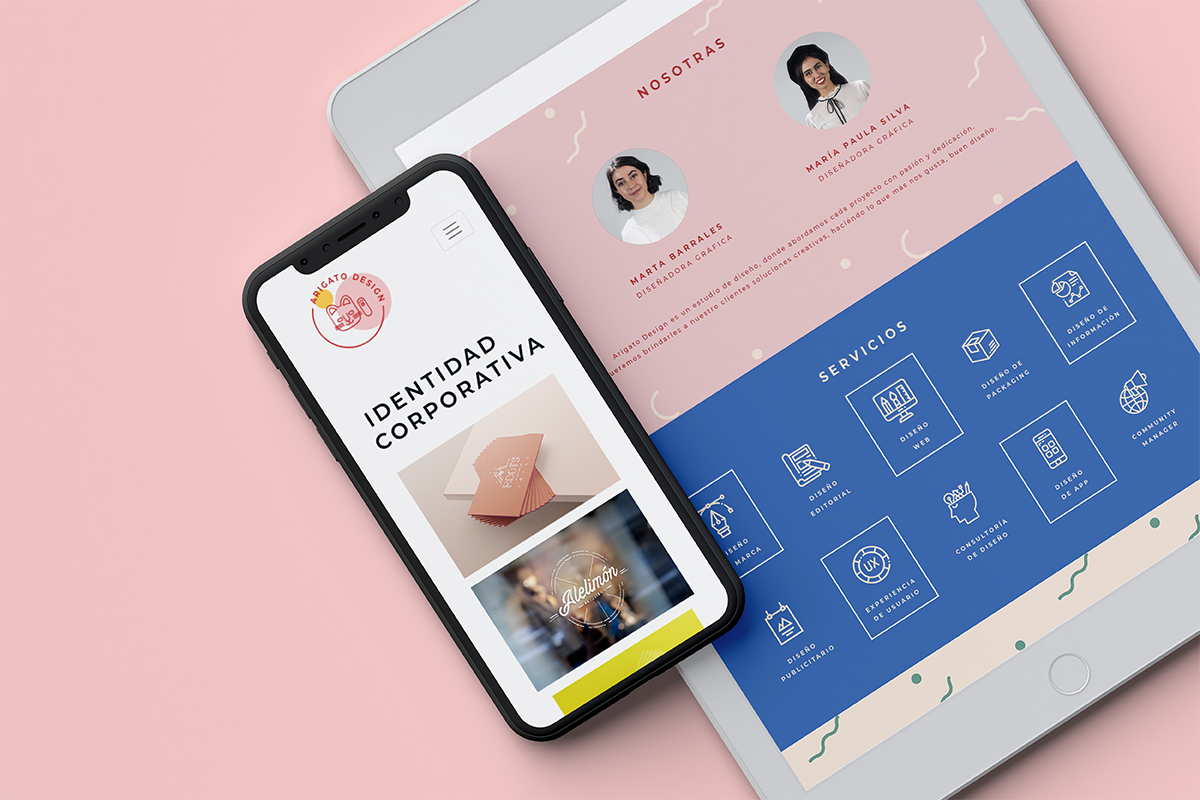 ARIGATO DESIGN
IDENTIDAD
CORPORATIVA
ROOTS
Alelimón
NOSOTRAS
MARTA BARRALES
DISEÑADORA GRÁFICA
MARÍA PAULA SILVA
DISEÑADORA GRÁFICA
Arigato Design es un estudio de diseño, donde abordamos cada proyecto con pasión y dedicación.
queremos brindarles a nuestro clientes soluciones creativas, haciéndo lo que mas nos gusta, buen diseño.
SERVICIOS
DISEÑO
MARCA
DISEÑO
EDITORIAL
DISEÑO
WEB
DISEÑO DE
PACKAGING
DISEÑO DE
INFORMACIÓN
DISEÑO
PUBLICITARIO
UX
EXPERIENCIA
DE USUARIO
CONSULTORÍA
DE DISEÑO
DISEÑO
DE APP
COMMUNITY
MANAGER